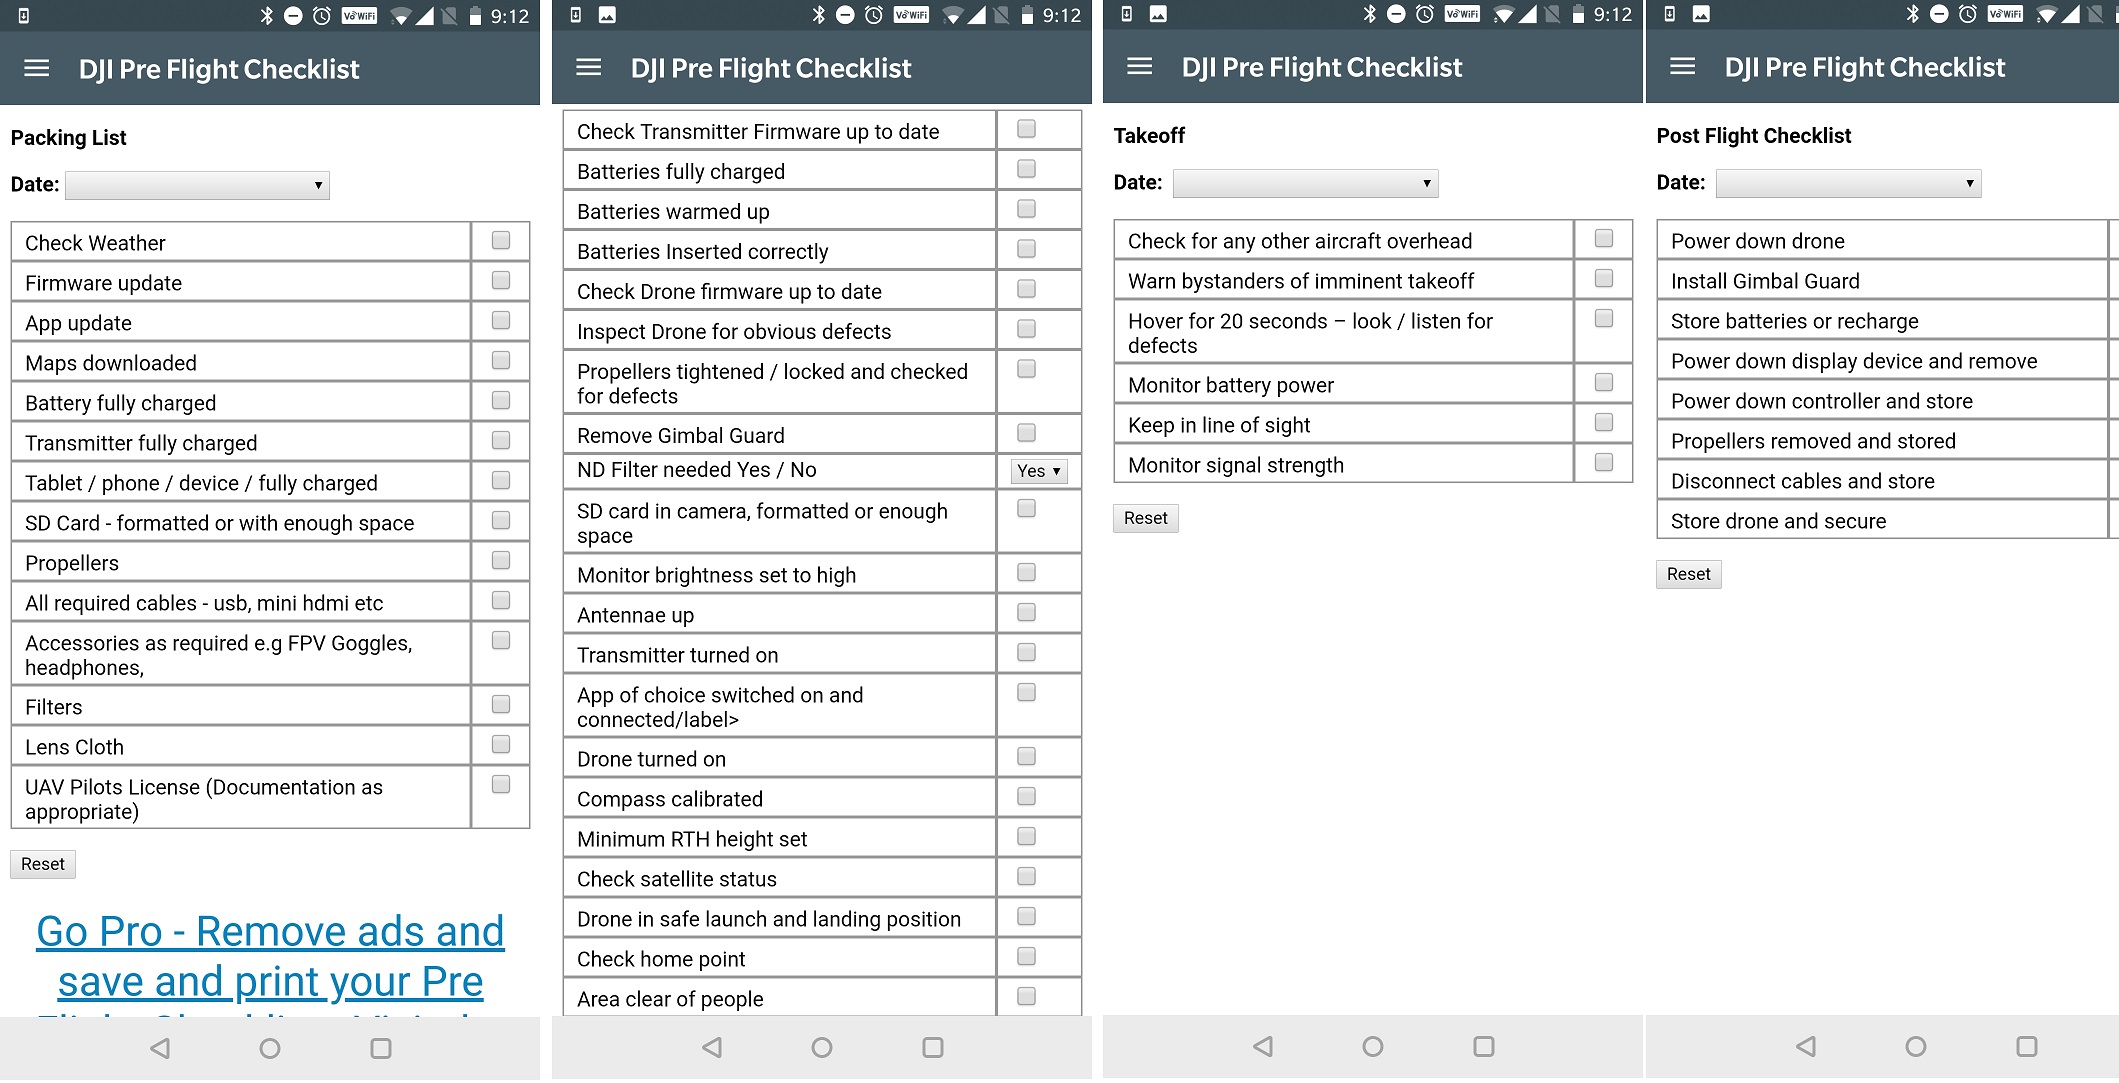 9:12
DJI Pre Flight Checklist
Packing List
Date:
Check Weather
Firmware update
App update
Maps downloaded
Battery fully charged
Transmitter fully charged
Tablet / phone / device / fully charged
SD Card - formatted or with enough space
Propellers
All required cables - usb, mini hdmi etc
Accessories as required e.g FPV Goggles,
headphones,
Filters
Lens Cloth
UAV Pilots License (Documentation as
appropriate)
Reset
Go Pro - Remove ads and
save and print your Pre
VoWiFi 9:12
DJI Pre Flight Checklist
Check Transmitter Firmware up to date
Batteries fully charged
Batteries warmed up
Batteries Inserted correctly
Check Drone firmware up to date
Inspect Drone for obvious defects
Propellers tightened / locked and checked
for defects
Remove Gimbal Guard
ND Filter needed Yes / No Yes
SD card in camera, formatted or enough
space
Monitor brightness set to high
Antennae up
Transmitter turned on
App of choice switched on and
connected/label>
Drone turned on
Compass calibrated
Minimum RTH height set
Check satellite status
Drone in safe launch and landing position
Check home point
Area clear of people
VoWiFi 9:12
DJI Pre Flight Checklist
Takeoff
Date:
Check for any other aircraft overhead
Warn bystanders of imminent takeoff
Hover for 20 seconds – look / listen for
defects
Monitor battery power
Keep in line of sight
Monitor signal strength
Reset
VoWiFi
DJI Pre Flight Checklist
Post Flight Checklist
Date:
Power down drone
Install Gimbal Guard
Store batteries or recharge
Power down display device and remove
Power down controller and store
Propellers removed and stored
Disconnect cables and store
Store drone and secure
Reset